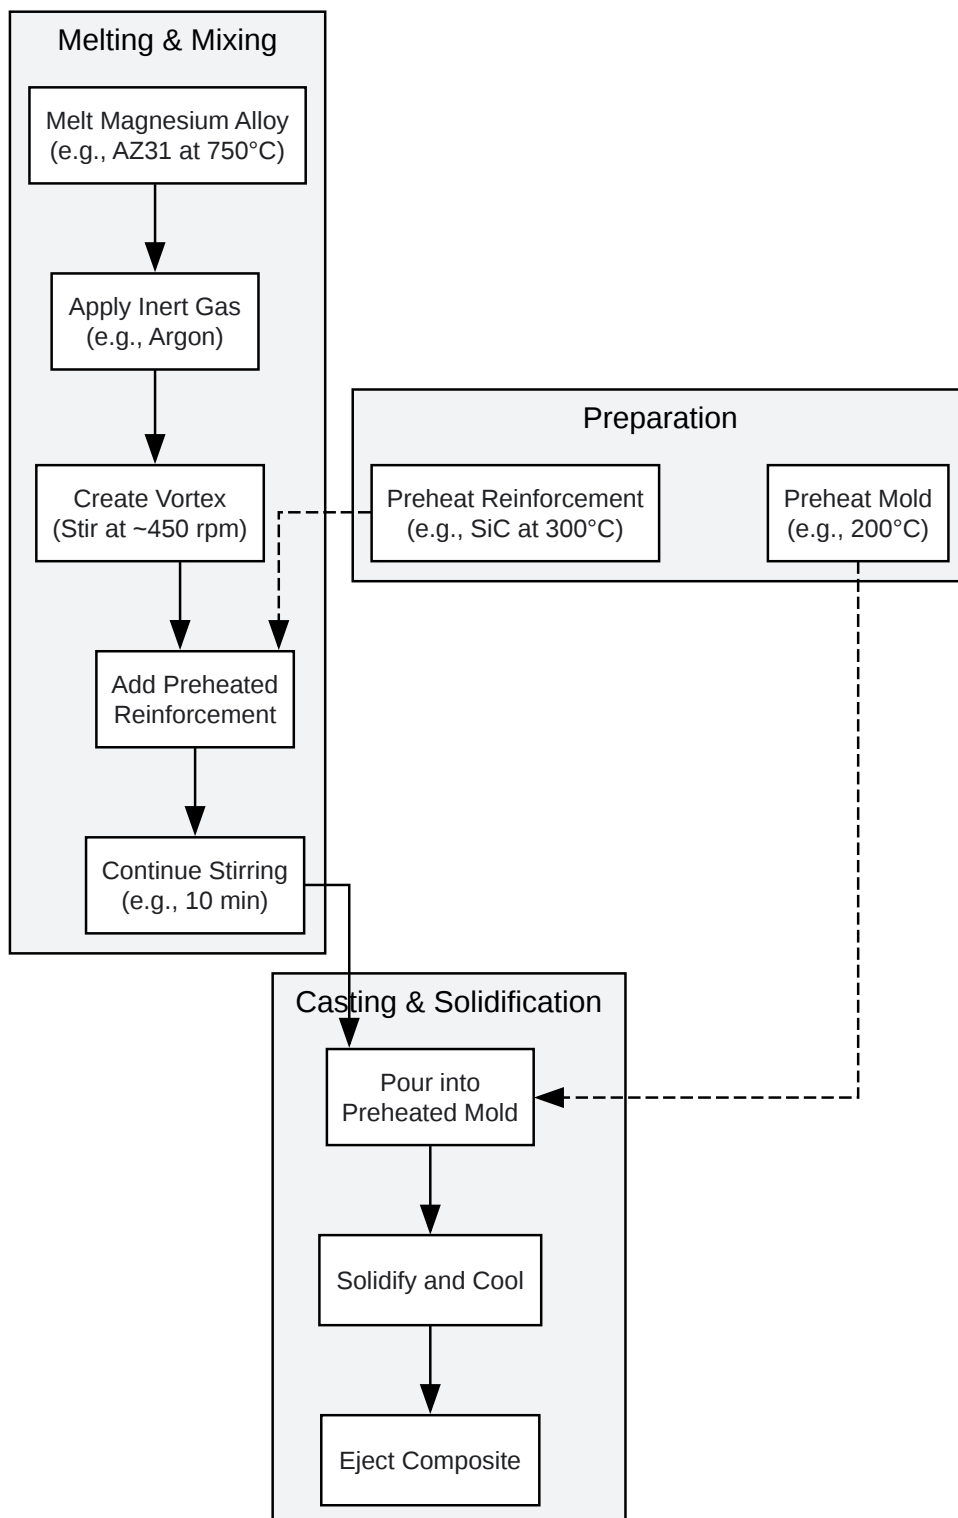 Melting & Mixing
Melt Magnesium Alloy
(e.g., AZ31 at 750°C)
Apply Inert Gas
(e.g., Argon)
Create Vortex
(Stir at ~450 rpm)
Add Preheated
Reinforcement
Continue Stirring
(e.g., 10 min)
Preparation
Preheat Reinforcement
(e.g., SiC at 300°C)
Preheat Mold
(e.g., 200°C)
Casting & Solidification
Pour into
Preheated Mold
Solidify and Cool
Eject Composite